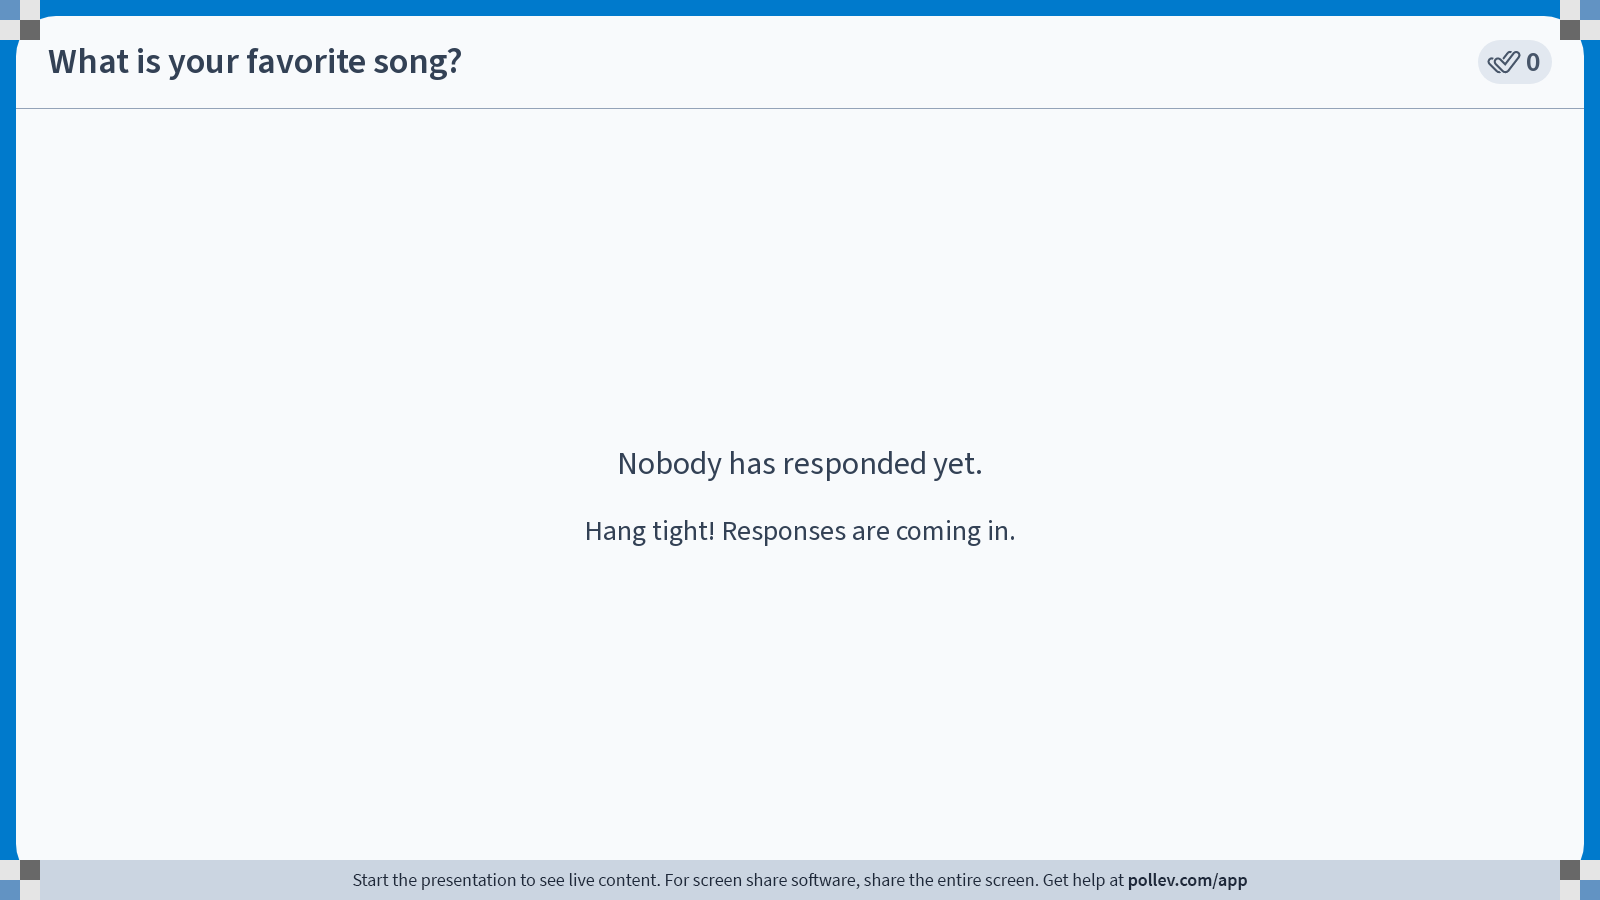 What is your favorite song?
0
Nobody has responded yet.
Hang tight! Responses are coming in.
Start the presentation to see live content. For screen share software, share the entire screen. Get help at pollev.com/app